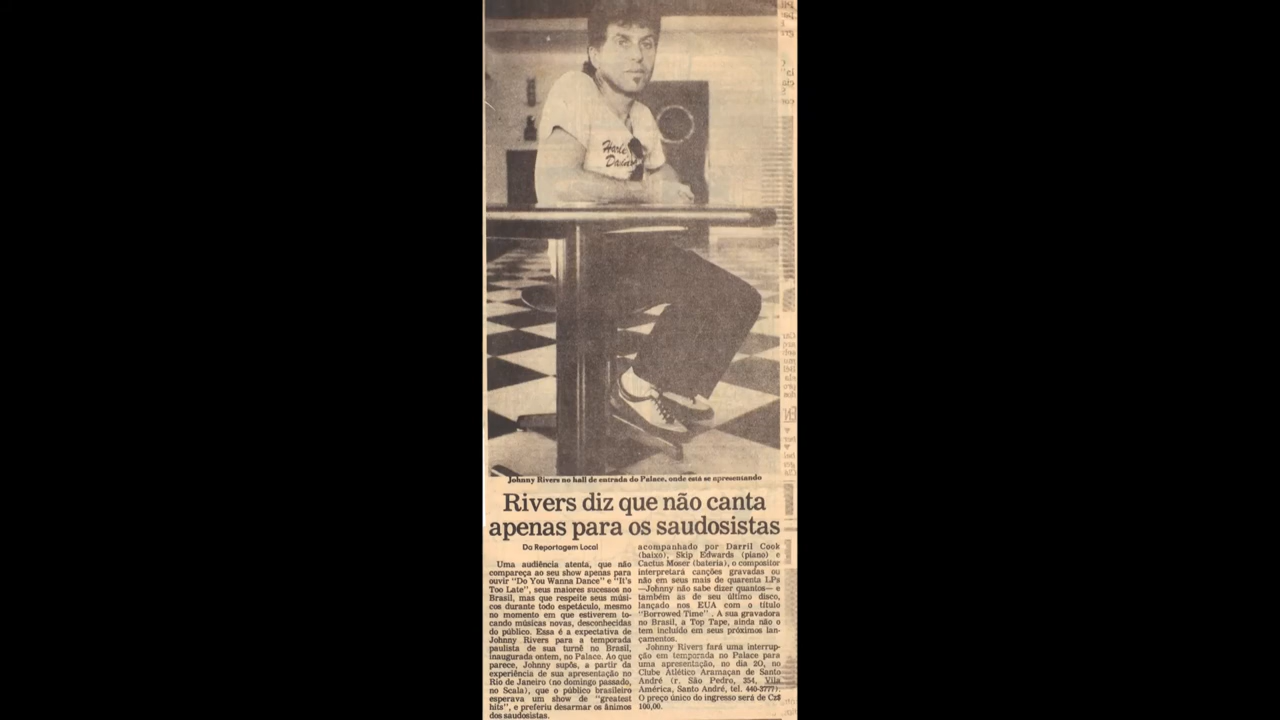 Harle
Davids
Johnny Rivers no hall de entrada do Palace, onde está se apresentando
Rivers diz que não canta
apenas para os saudosistas
Da Reportagem Local
Uma audiência atenta, que não
compareça ao seu show apenas para
ouvir "Do You Wanna Dance" e "It's
Too Late", seus maiores sucessos no
Brasil, mas que respeite seus músi-
cos durante todo espetáculo, mesmo
no momento em que estiverem to-
cando músicas novas, desconhecidas
do público. Essa é a expectativa de
Johnny Rivers para a temporada
paulista de sua turnê no Brasil,
inaugurada ontem, no Palace. Ao que
parece, Johnny supôs, a partir da
experiência de sua apresentação no
Rio de Janeiro (no domingo passado,
no Scala), que o público brasileiro
esperava um show de "greatest
hits", e preferiu desarmar os ânimos
dos saudosistas.
acompanhado por Darril Cook
(baixo), Skip Edwards (piano) e
Cactus Moser (bateria), o compositor
interpretará canções gravadas ou
não em seus mais de quarenta LPs
—Johnny não sabe dizer quantos— e
também as de seu último disco,
lançado nos EUA com o título
"Borrowed Time" . A sua gravadora
no Brasil, a Top Tape, ainda não o
tem incluído em seus próximos lan-
çamentos.
Johnny Rivers fará uma interrup-
ção em temporada no Palace para
uma apresentação, no dia 20, no
Clube Atlético Aramaçan de Santo
André (r. São Pedro, 354, Vila
América, Santo André, tel. 440-3777).
O preço único do ingresso será de Cz$
100,00.